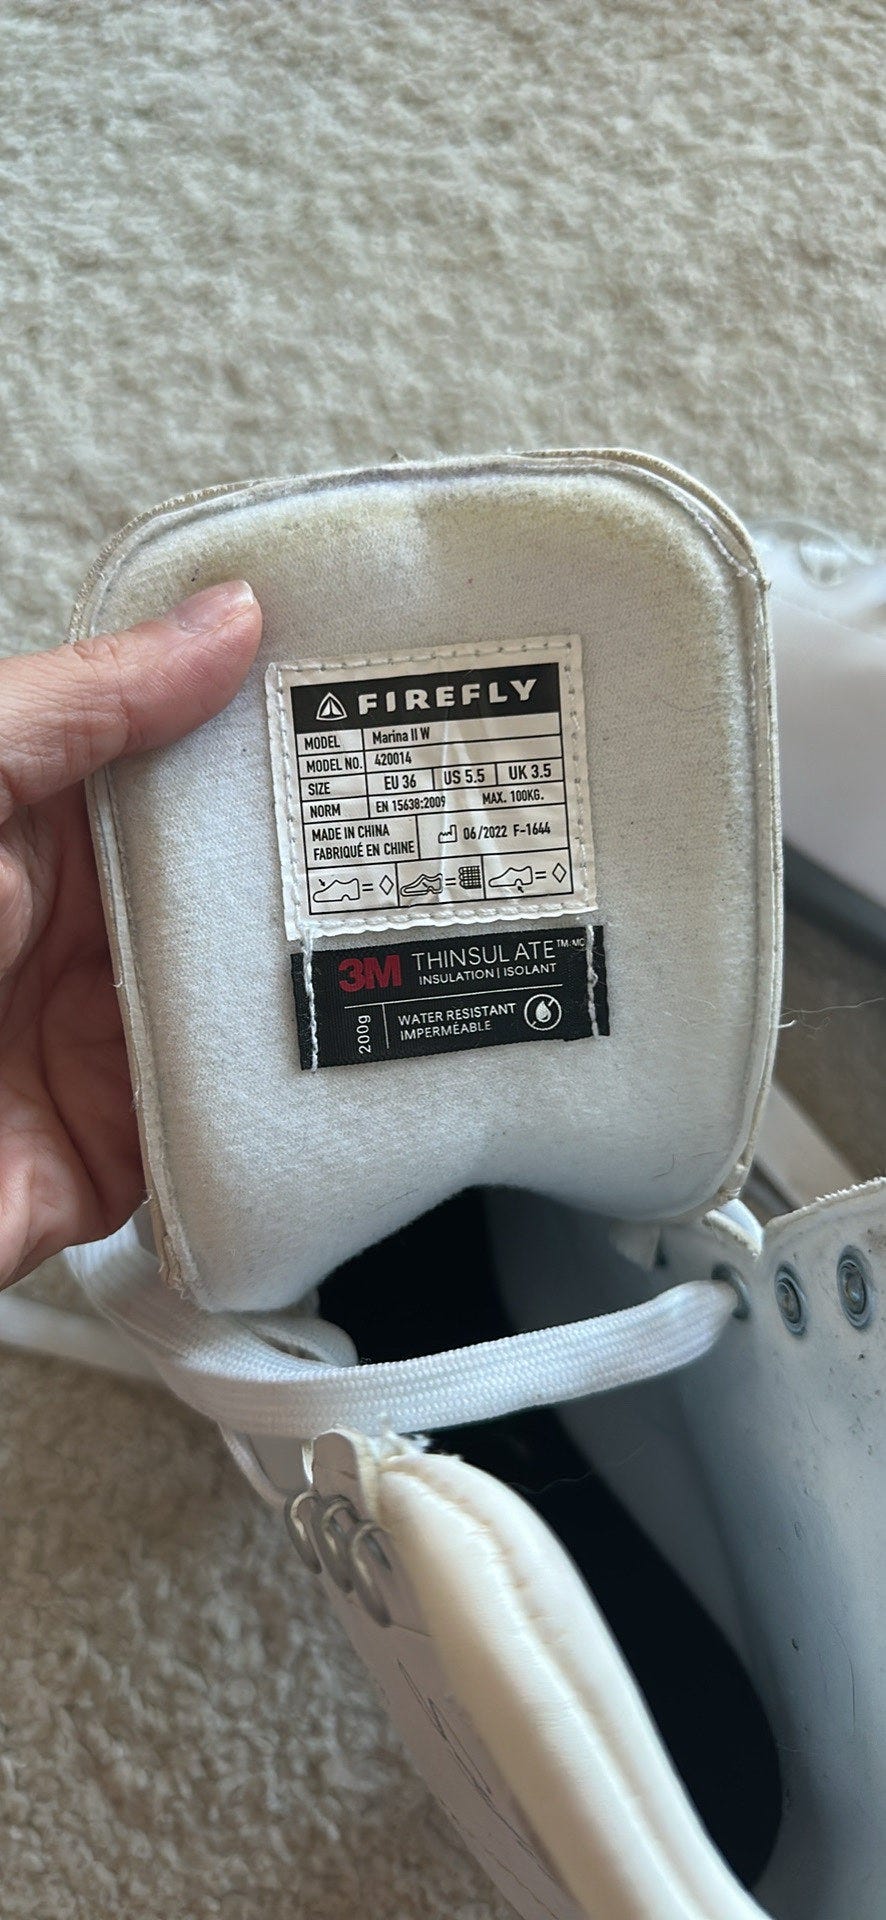 FIREFLY
MODEL Marina II W
MODEL NO. 420014
SIZE EU 36 US 5.5 UK 3.5
NORM EN 15638:2009 MAX. 100KG.
MADE IN CHINA
FABRIQUÉ EN CHINE
06/2022 F-1644
= = =
3M THINSULATE™·MC
INSULATION | ISOLANT
200g
WATER RESISTANT
IMPERMÉABLE